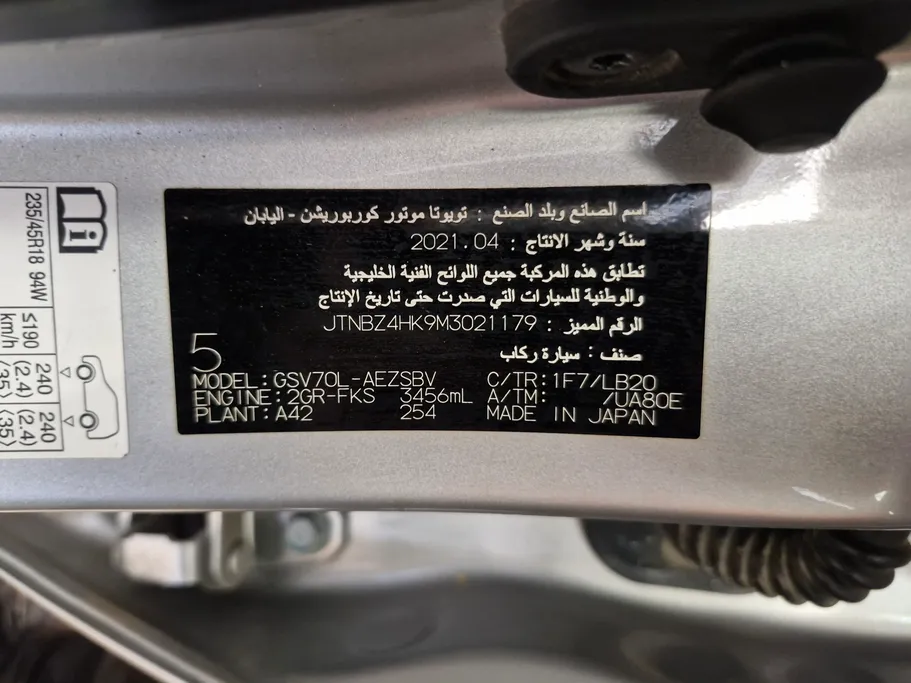 اسم الصانع وبلد الصنع : تويوتا موتور كوربوريشن - اليابان
سنة وشهر الانتاج : 2021.04
تطابق هذه المركبة جميع اللوائح الفنية الخليجية
والوطنية للسيارات التي صدرت حتى تاريخ الإنتاج
الرقم المميز : JTNBZ4HK9M3021179
صنف : سيارة ركاب
5
MODEL:GSV70L-AEZSBV C/TR:1F7/LB20
ENGINE:2GR-FKS 3456mL A/TM: /UA80E
PLANT:A42 254 MADE IN JAPAN
235/45R18 94W
≤190 km/h
240 (2.4) (35)
240 (2.4) (35)